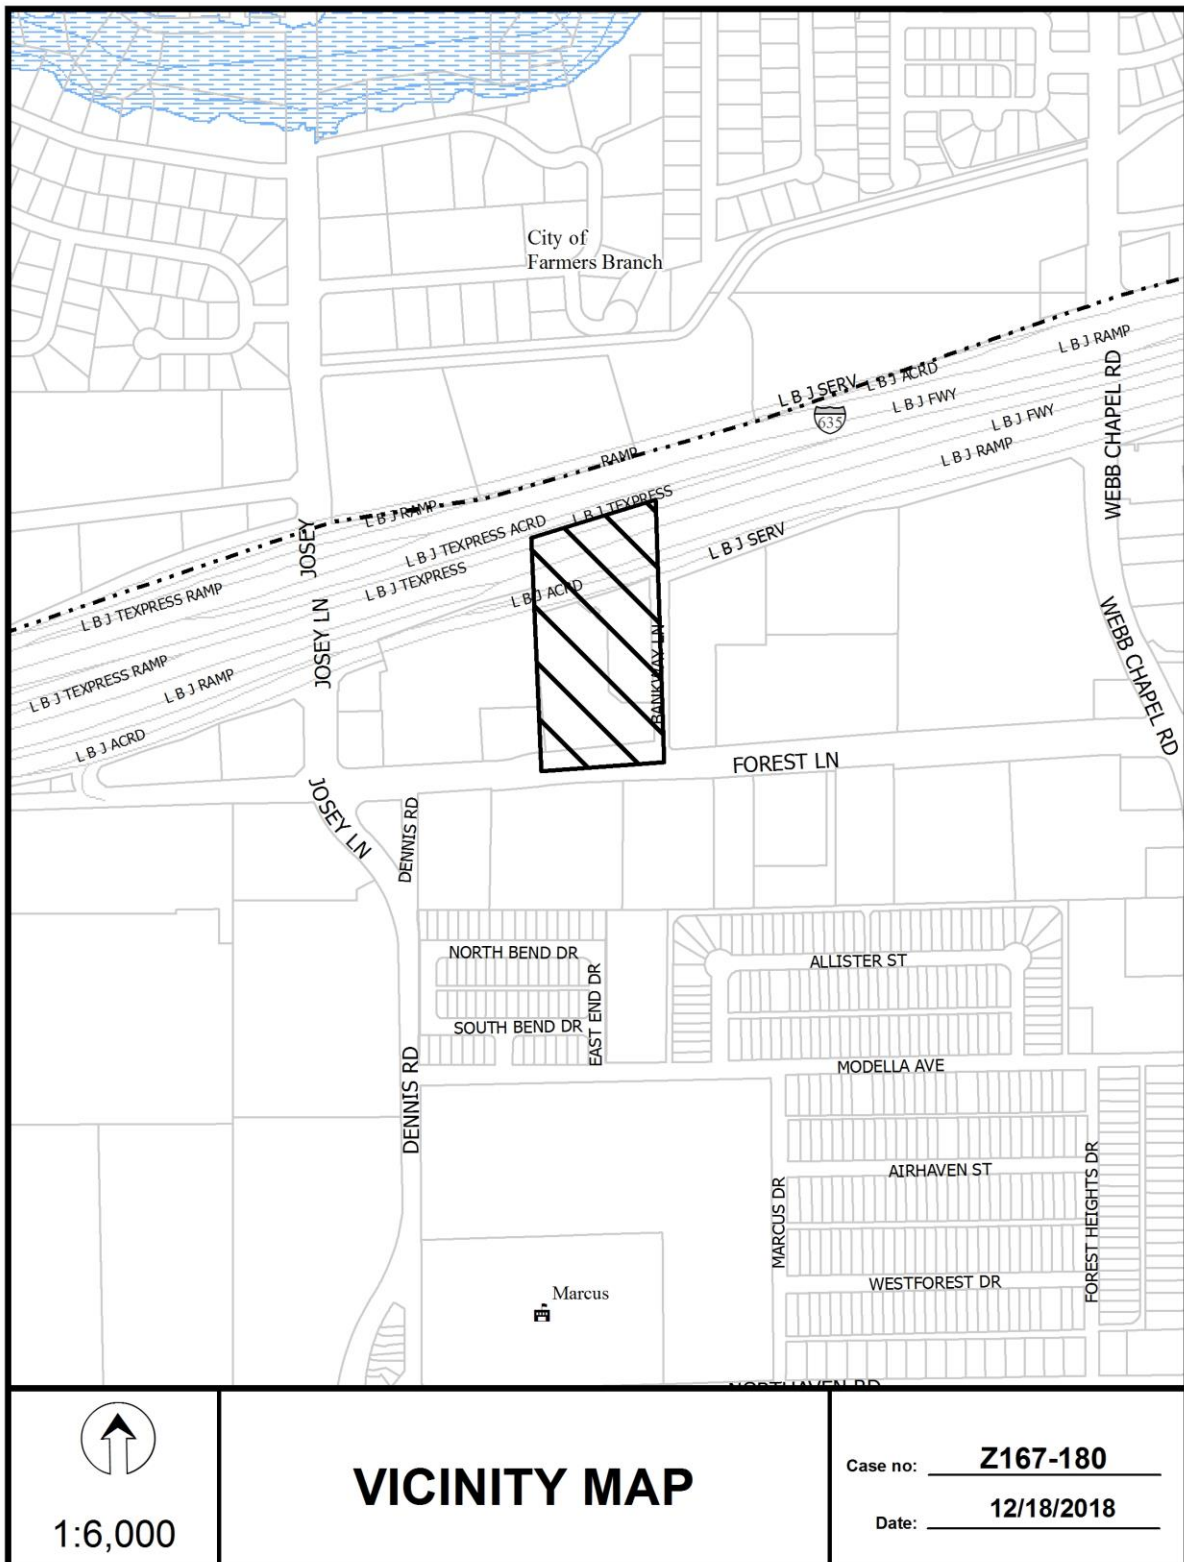 City of
Farmers Branch
L B J RAMP
L B J SERV
L B J ACRD
L B J FWY
635
L B J FWY
L B J RAMP
WEBB CHAPEL RD
RAMP
L B J RAMP
L B J TEXPRESS
L B J TEXPRESS ACRD
L B J SERV
JOSEY
L B J TEXPRESS
L B J ACRD
L B J TEXPRESS RAMP
JOSEY LN
BANKWAY LN
WEBB CHAPEL RD
L B J TEXPRESS RAMP
L B J RAMP
L B J ACRD
FOREST LN
JOSEY LN
DENNIS RD
NORTH BEND DR
ALLISTER ST
EAST END DR
SOUTH BEND DR
MODELLA AVE
DENNIS RD
AIRHAVEN ST
MARCUS DR
FOREST HEIGHTS DR
WESTFOREST DR
Marcus
NORTHAVEN RD
1:6,000
VICINITY MAP
Case no: Z167-180
Date: 12/18/2018